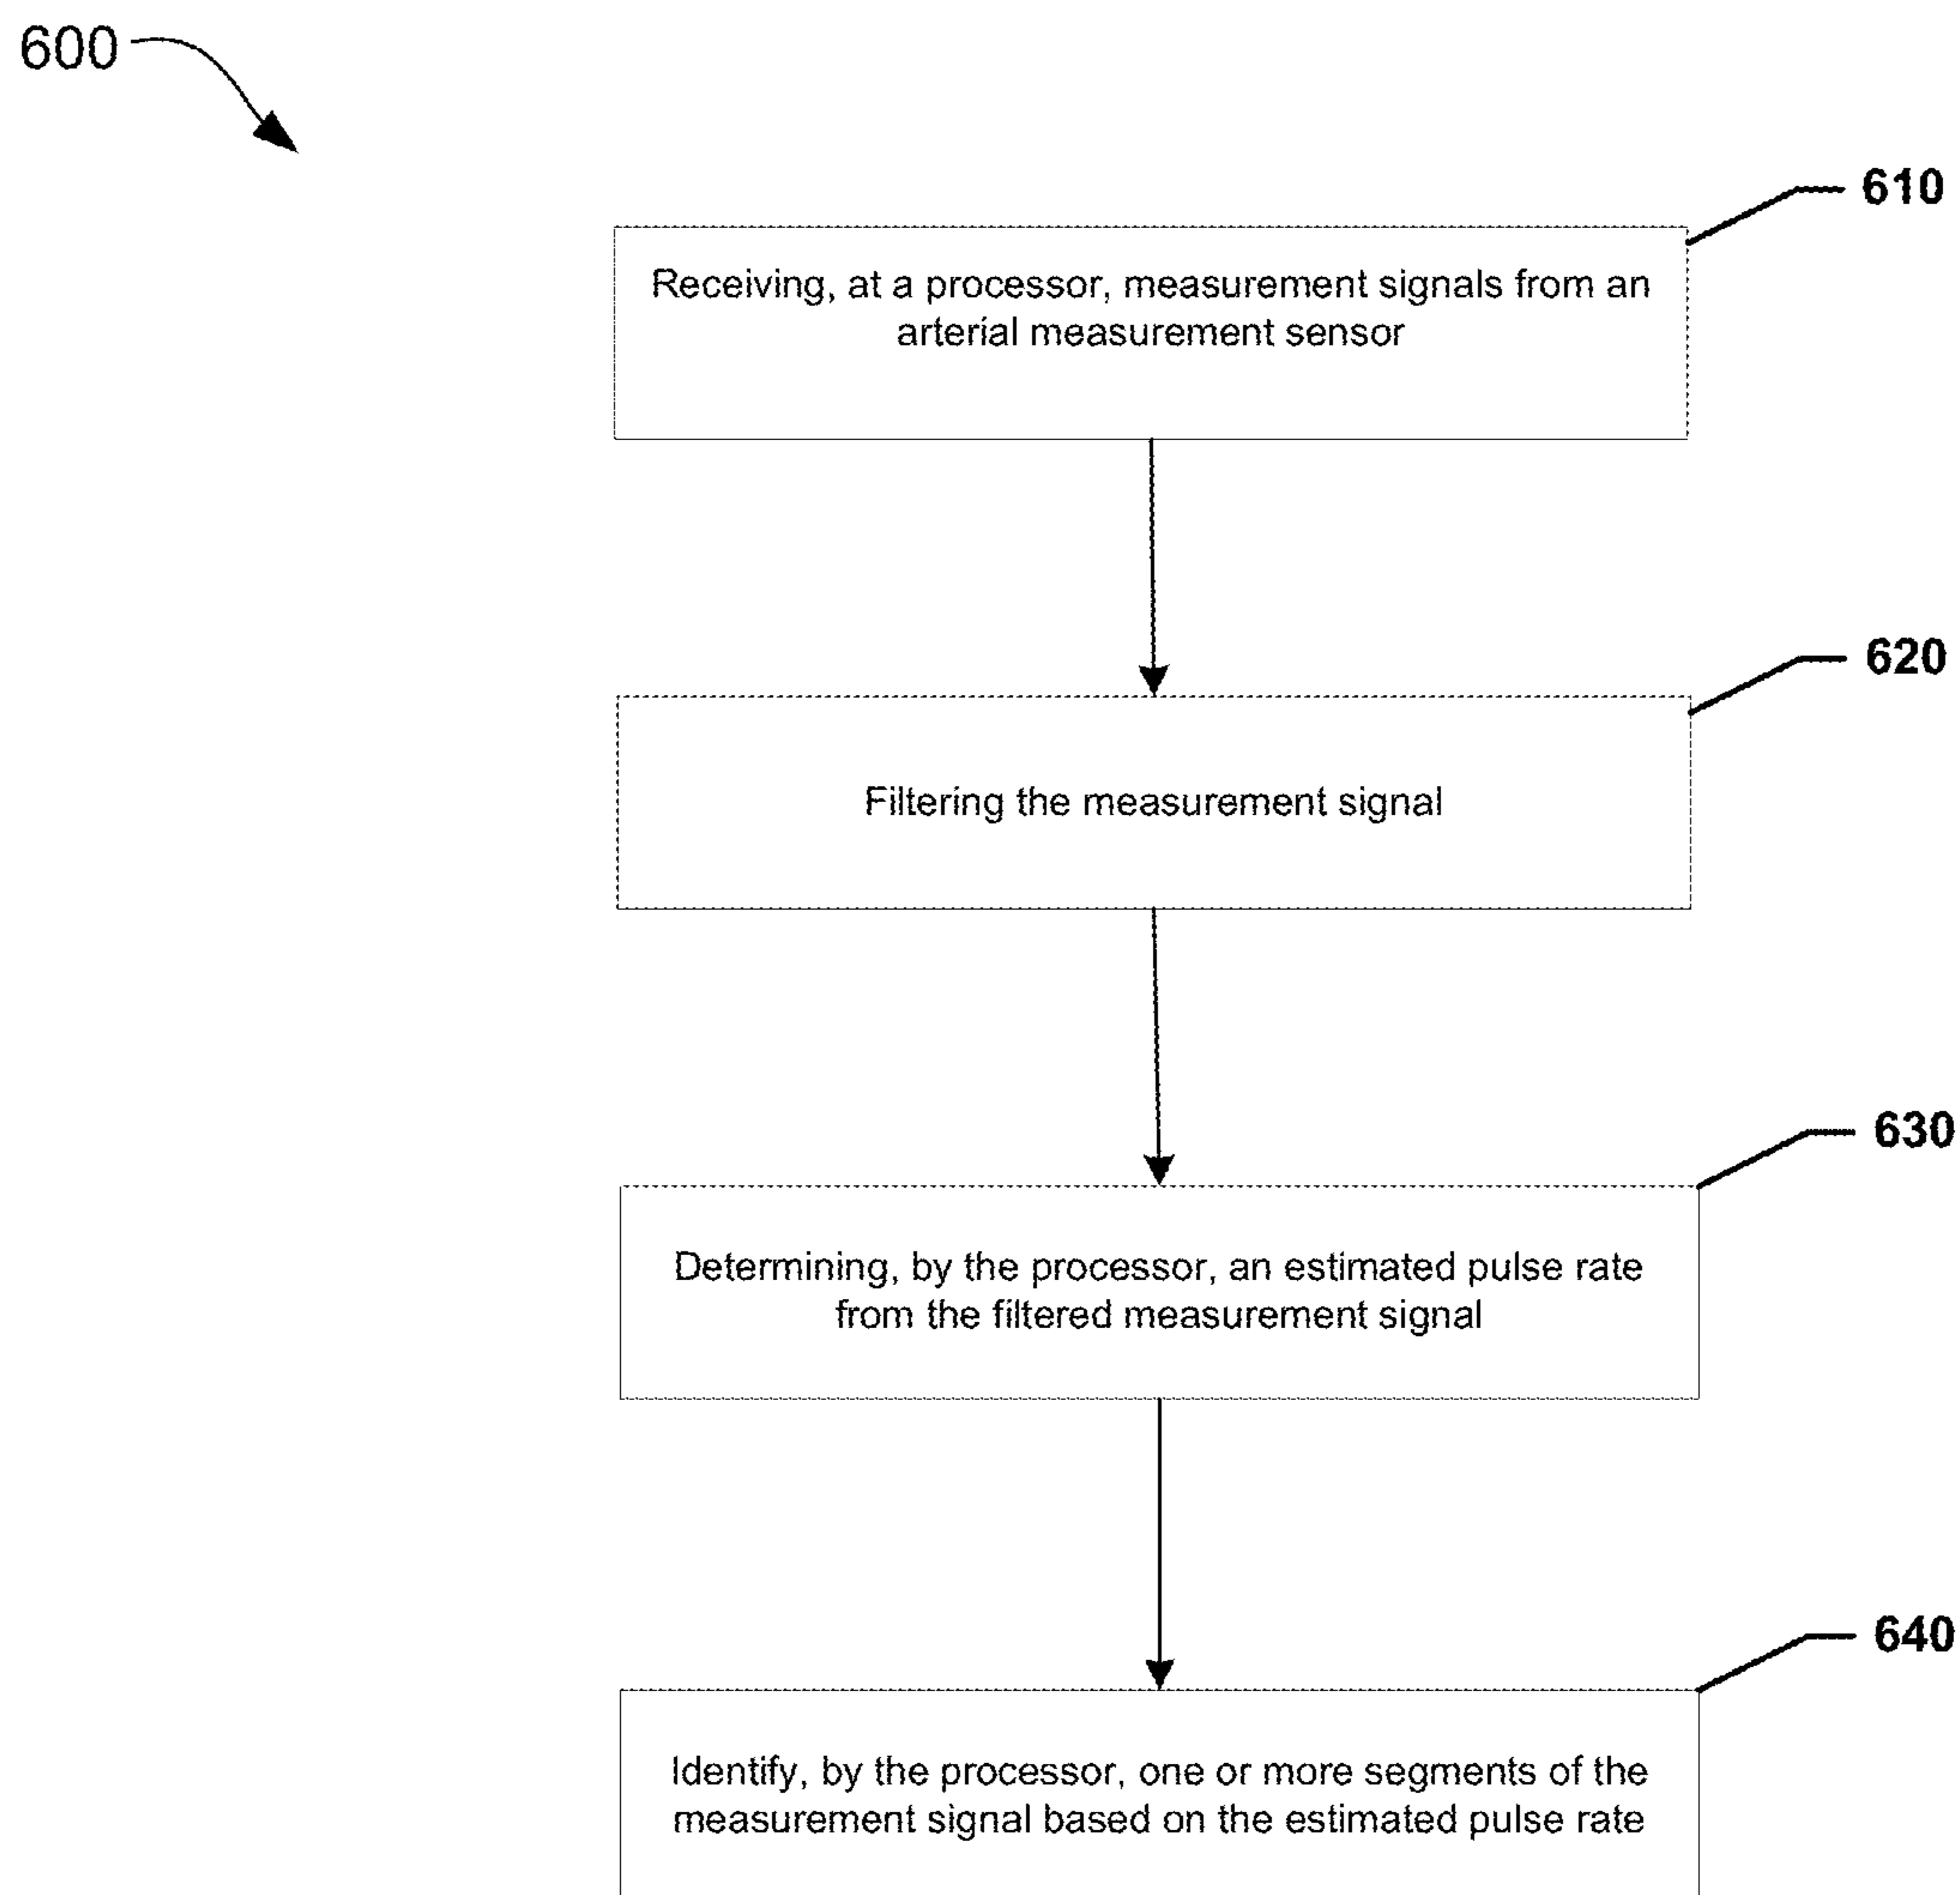 600
610
Receiving, at a processor, measurement signals from an
arterial measurement sensor
620
Filtering the measurement signal
630
Determining, by the processor, an estimated pulse rate
from the filtered measurement signal
640
Identify, by the processor, one or more segments of the
measurement signal based on the estimated pulse rate